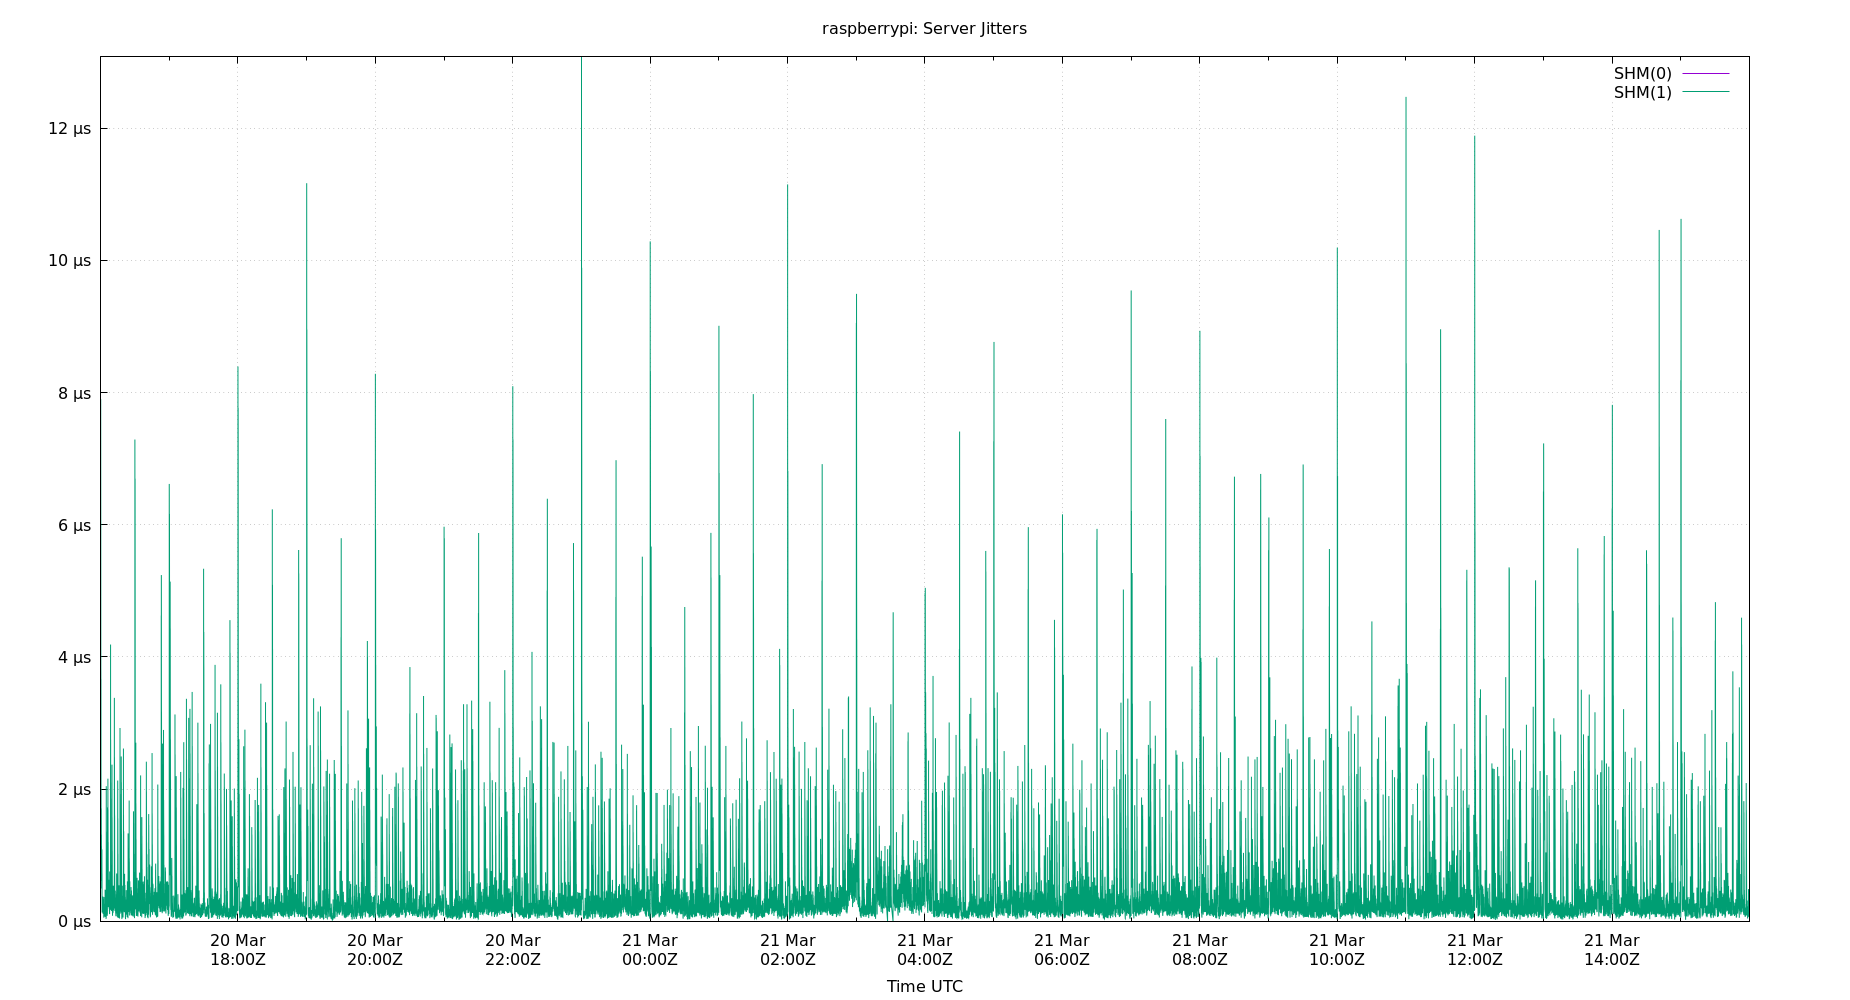 raspberrypi: Server Jitters
SHM(0)
SHM(1)
12 µs
10 µs
8 µs
6 µs
4 µs
2 µs
0 µs
20 Mar 20 Mar 20 Mar 21 Mar 21 Mar 21 Mar 21 Mar 21 Mar 21 Mar 21 Mar 21 Mar
18:00Z 20:00Z 22:00Z 00:00Z 02:00Z 04:00Z 06:00Z 08:00Z 10:00Z 12:00Z 14:00Z
Time UTC